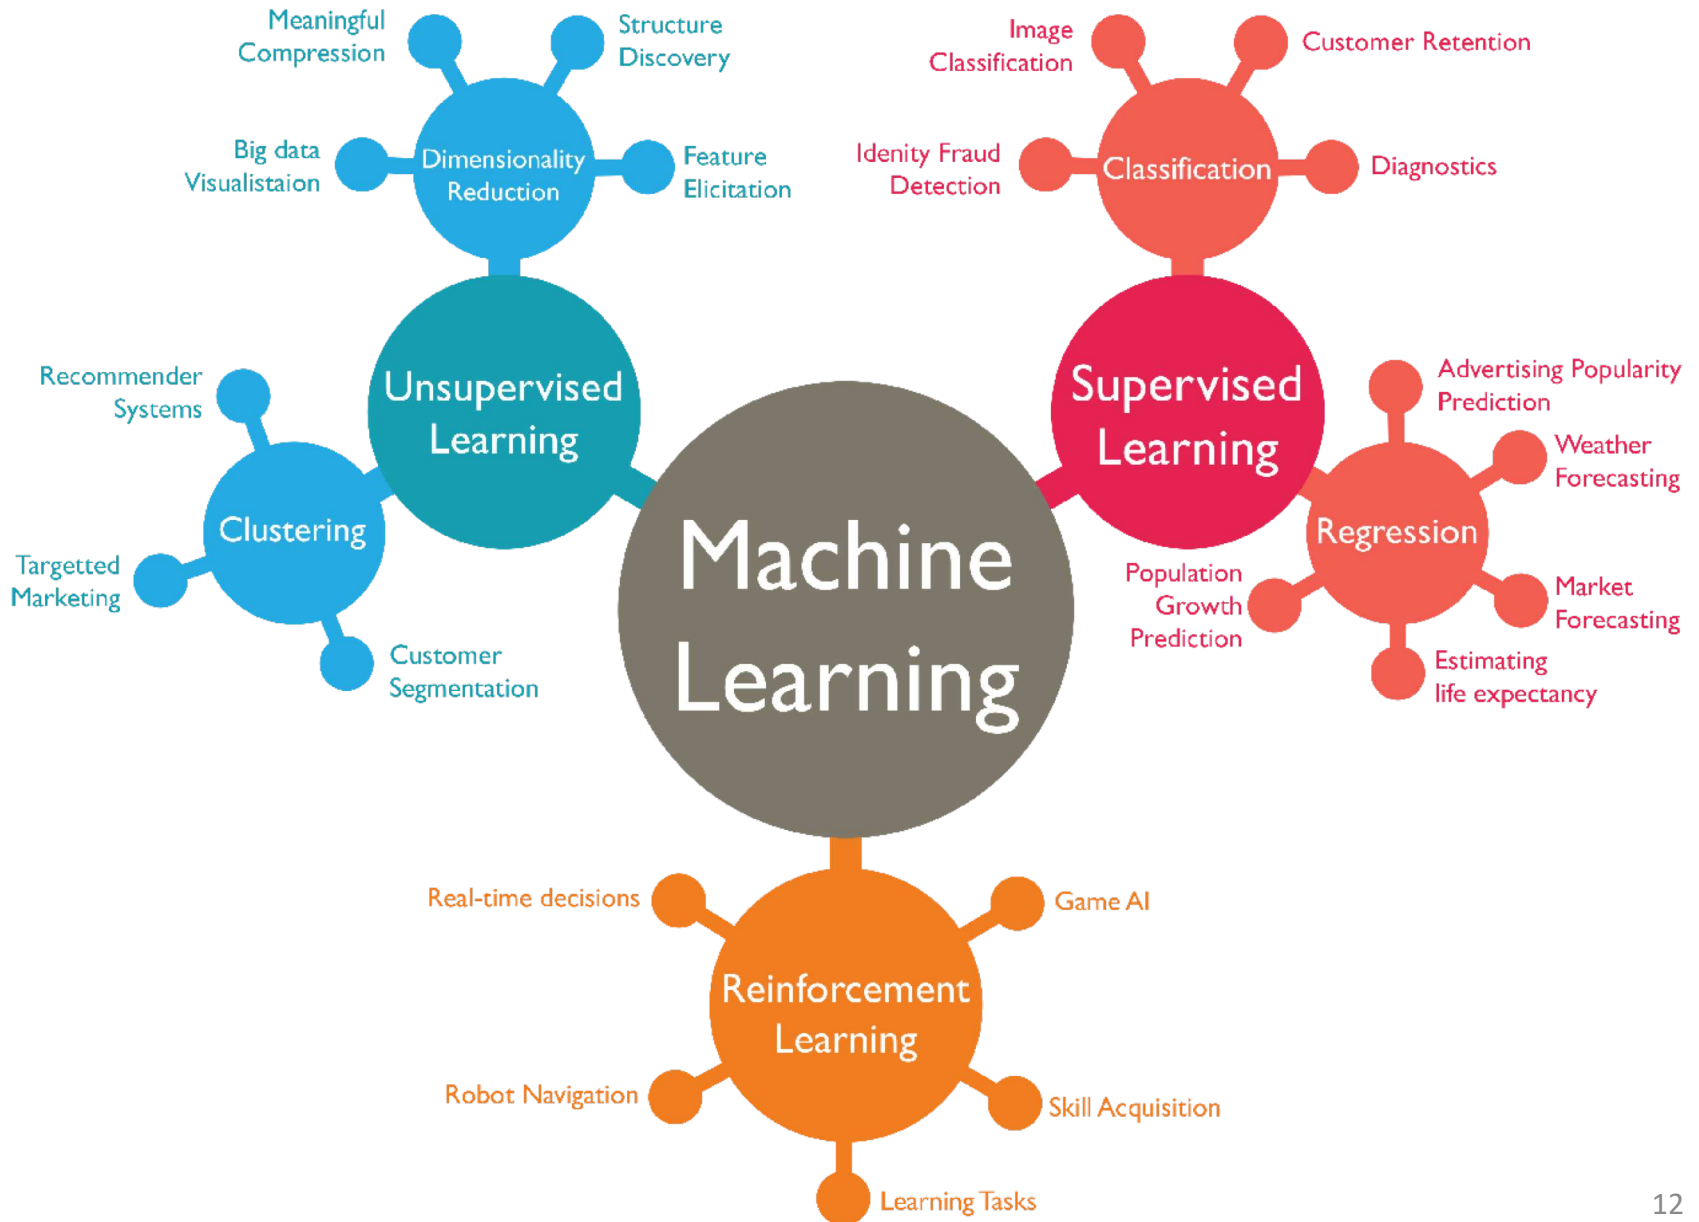 Meaningful
Compression
Structure
Discovery
Big data
Visualistaion
Dimensionality
Reduction
Feature
Elicitation
Image
Classification
Customer Retention
Idenity Fraud
Detection
Classification
Diagnostics
Unsupervised
Learning
Recommender
Systems
Clustering
Targetted
Marketing
Customer
Segmentation
Supervised
Learning
Advertising Popularity
Prediction
Weather
Forecasting
Regression
Population
Growth
Prediction
Market
Forecasting
Estimating
life expectancy
Machine
Learning
Real-time decisions
Game AI
Reinforcement
Learning
Robot Navigation
Skill Acquisition
Learning Tasks
12